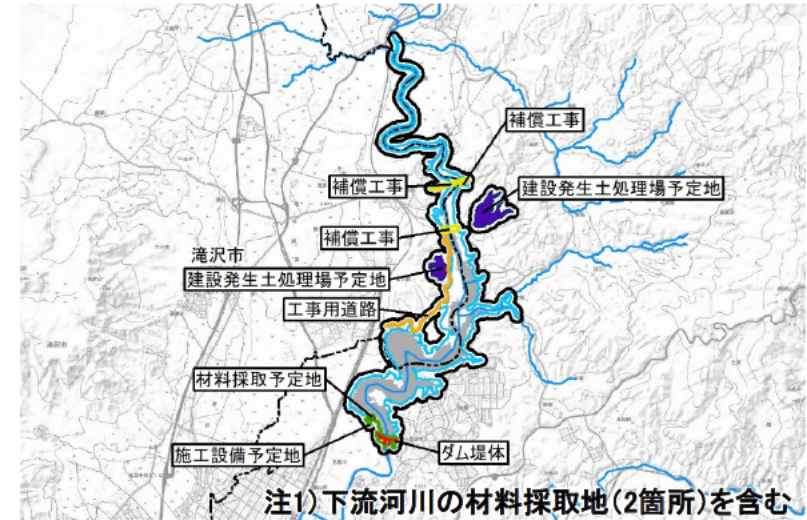 補償工事
補償工事
建設発生土処理場予定地
補償工事
滝沢市
建設発生土処理場予定地
工事用道路
材料採取予定地
施工設備予定地
ダム堤体
注1)下流河川の材料採取地(2箇所)を含む